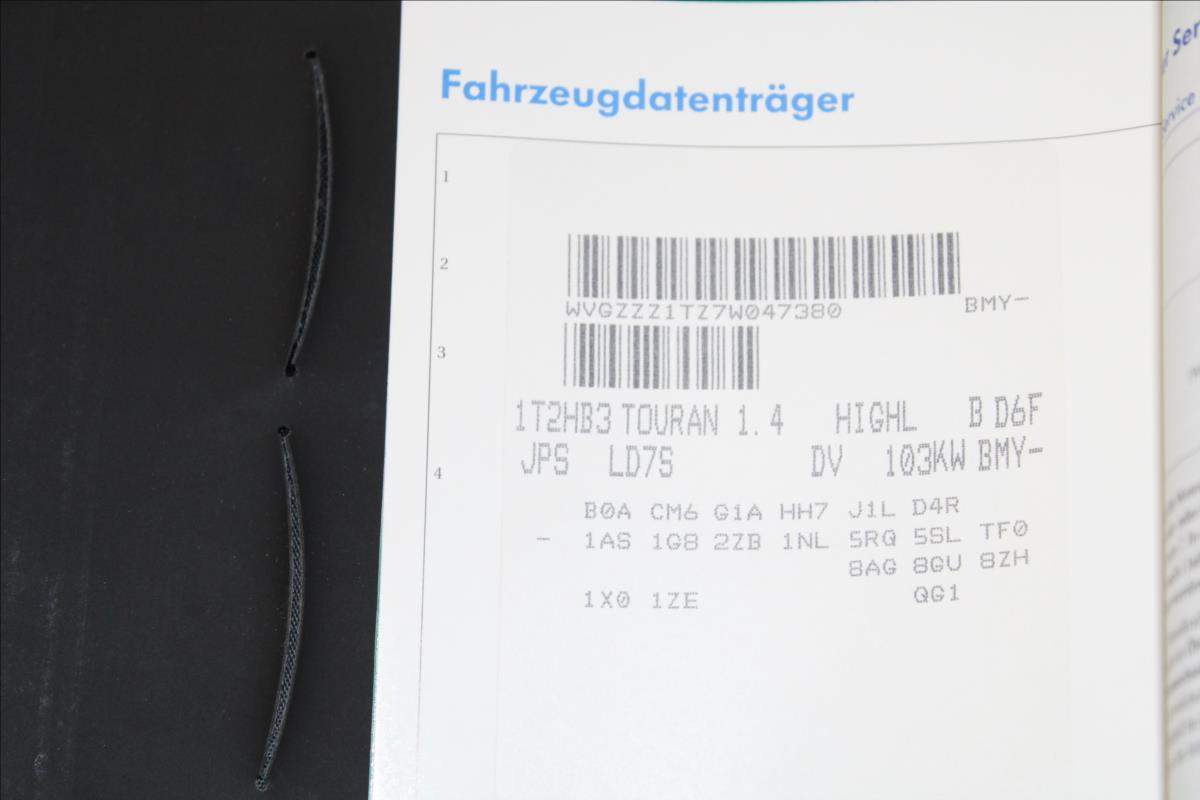 Fahrzeugdatenträger
1
2
WVGZZZ1TZ7W047380 BMY-
3
1T2HB3 TOURAN 1.4 HIGHL B D6F
JPS LD7S DV 103KW BMY-
4
B0A CM6 G1A HH7 J1L D4R
- 1AS 1G8 2ZB 1NL 5RQ 5SL TF0
8AG 8GU 8ZH
1X0 1ZE QG1